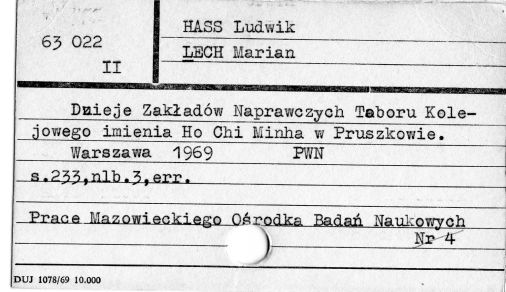 HASS Ludwik
63 022
LECH Marian
II
Dzieje Zakładów Naprawczych Taboru Kole-
jowego imienia Ho Chi Minha w Pruszkowie.
Warszawa 1969 PWN
s.233,nlb.3,err.
Prace Mazowieckiego Ośrodka Badań Naukowych
Nr 4
DUJ 1078/69 10.000